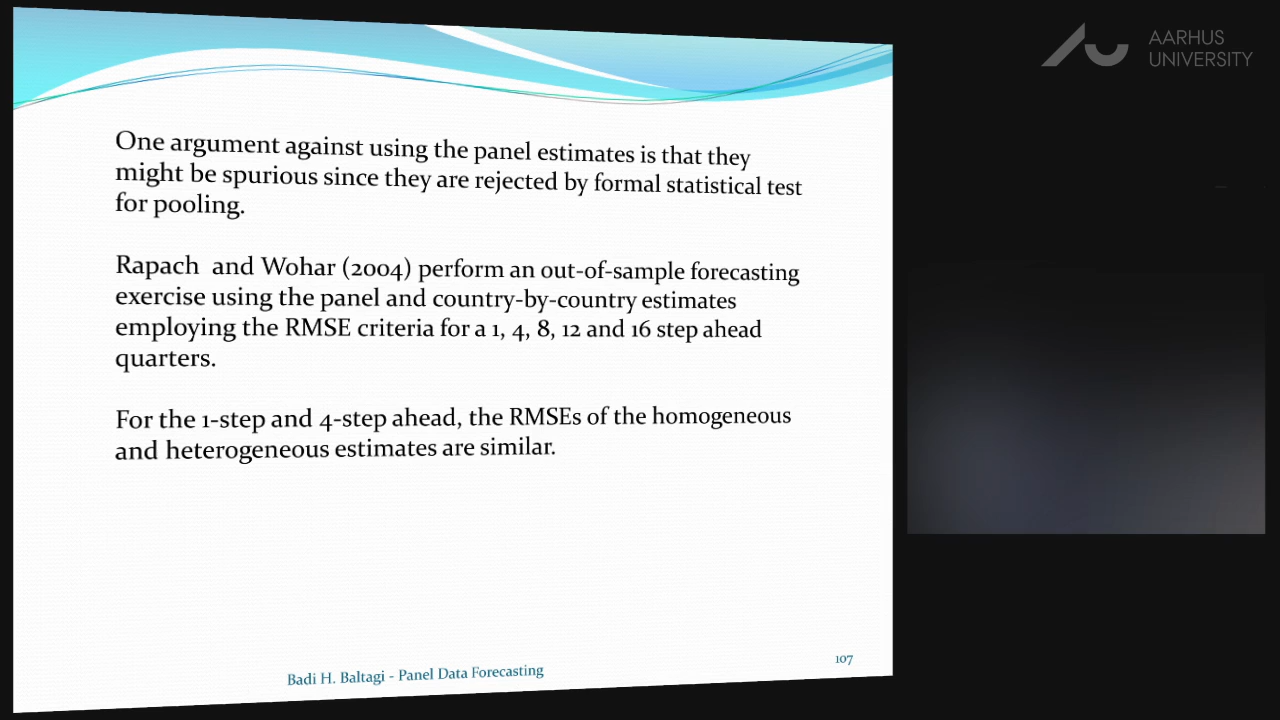 AARHUS
UNIVERSITY
One argument against using the panel estimates is that they
might be spurious since they are rejected by formal statistical test
for pooling.
Rapach and Wohar (2004) perform an out-of-sample forecasting
exercise using the panel and country-by-country estimates
employing the RMSE criteria for a 1, 4, 8, 12 and 16 step ahead
quarters.
For the 1-step and 4-step ahead, the RMSEs of the homogeneous
and heterogeneous estimates are similar.
Badi H. Baltagi - Panel Data Forecasting
107